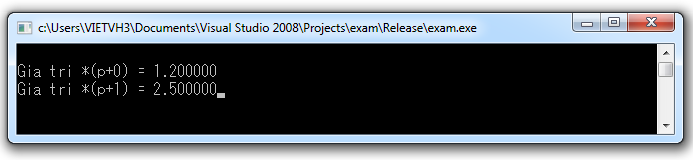 c:\Users\VIETVH3\Documents\Visual Studio 2008\Projects\exam\Release\exam.exe
Gia tri *(p+0) = 1.200000
Gia tri *(p+1) = 2.500000